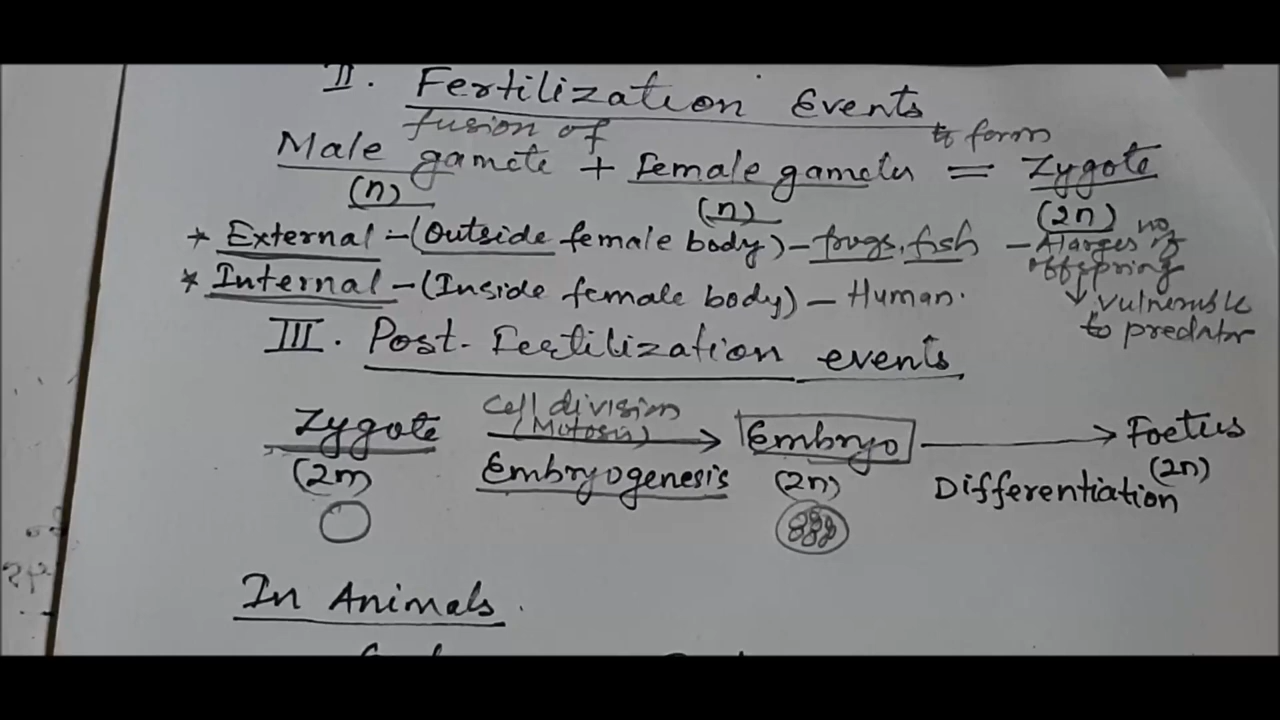 II. Fertilization Events
fusion of to form
Male gamete + Female gametes = Zygote
(n) (n) (2n)
* External - (Outside female body) - frogs, fish - A large no of
offspring
* Internal - (Inside female body) - Human.
↓ vulnerable
to predator
III. Post-Fertilization events
Cell division
(Mitosis)
Zygote → Embryo → Foetus
(2n) Embryogenesis (2n) Differentiation (2n)
In Animals.